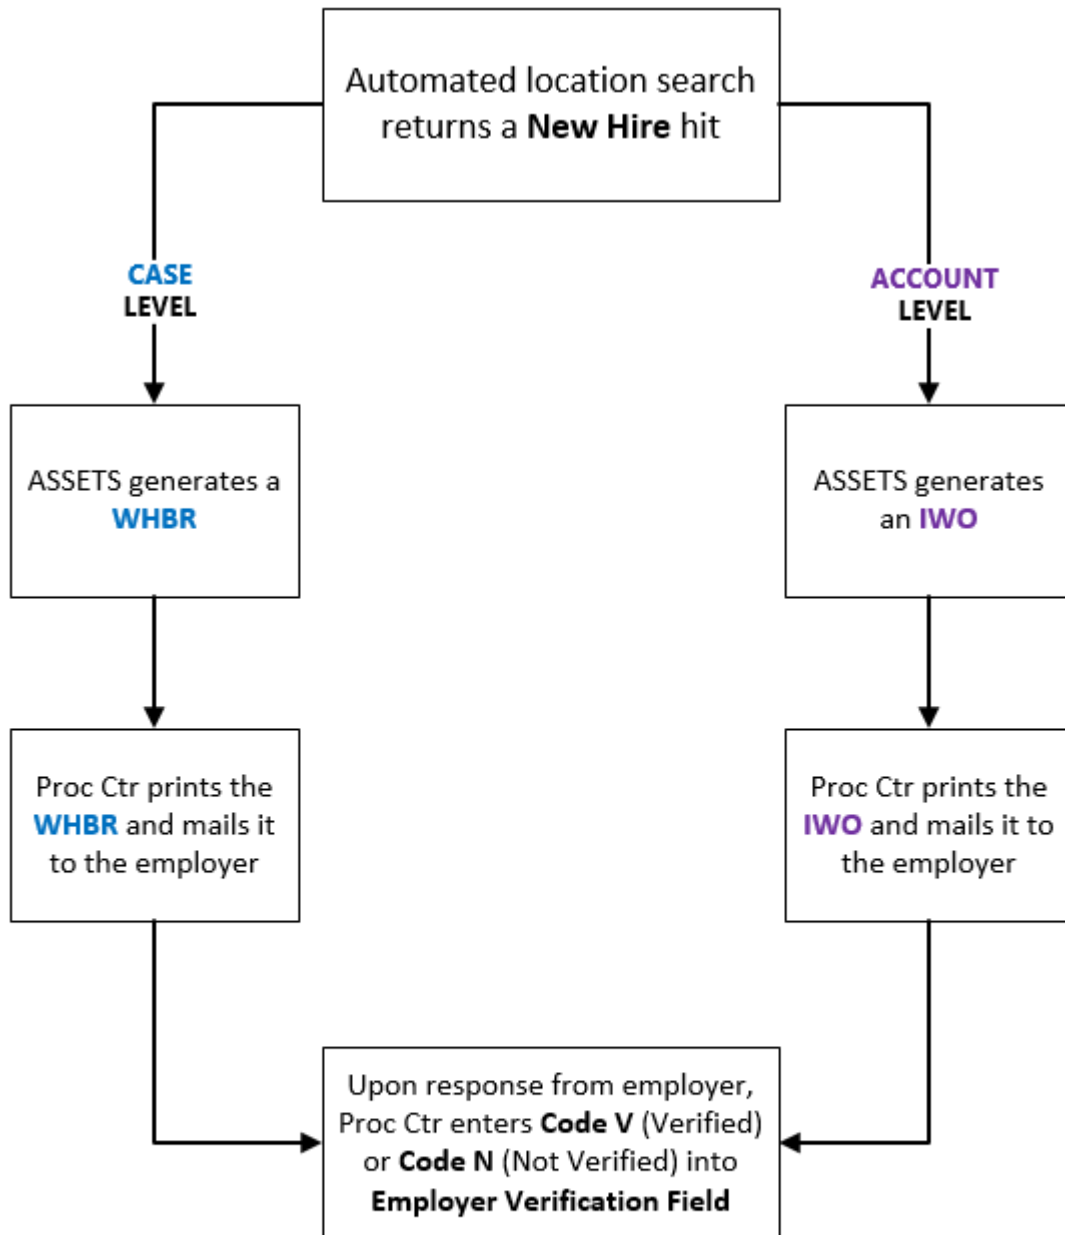 Automated location search
returns a New Hire hit
CASE
LEVEL
ACCOUNT
LEVEL
ASSETS generates a
WHBR
ASSETS generates
an IWO
Proc Ctr prints the
WHBR and mails it
to the employer
Proc Ctr prints the
IWO and mails it to
the employer
Upon response from employer,
Proc Ctr enters Code V (Verified)
or Code N (Not Verified) into
Employer Verification Field